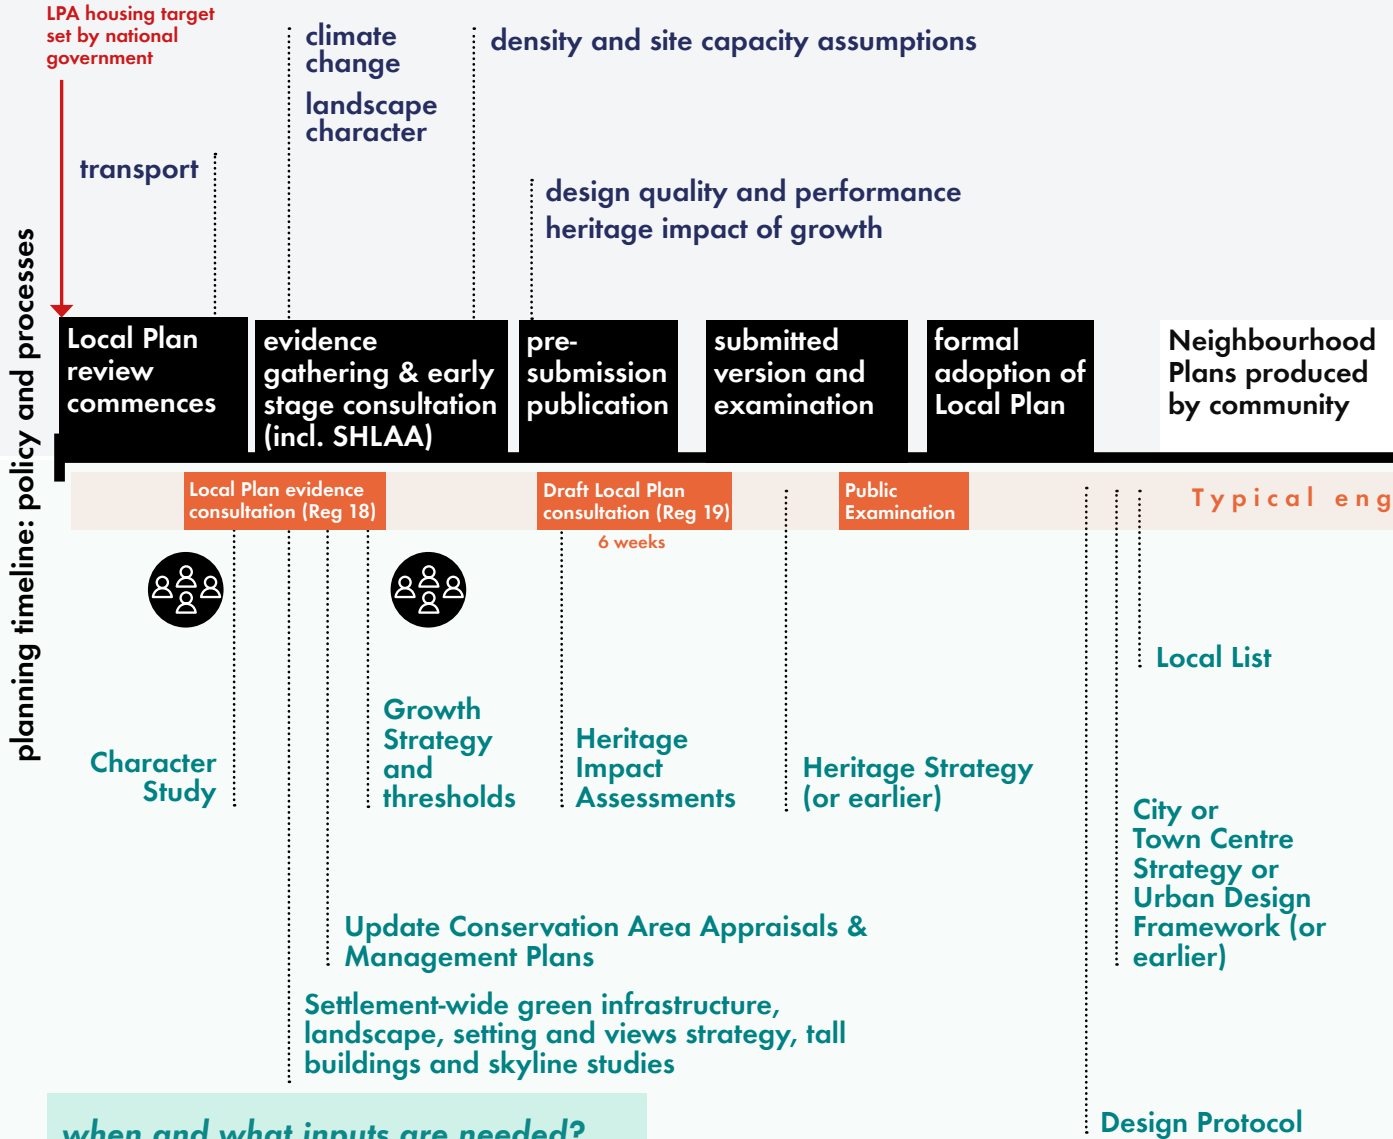 LPA housing target
set by national
government
climate
change
landscape
character
density and site capacity assumptions
transport
design quality and performance
heritage impact of growth
planning timeline: policy and processes
Local Plan
review
commences
evidence
gathering & early
stage consultation
(incl. SHLAA)
pre-
submission
publication
submitted
version and
examination
formal
adoption of
Local Plan
Neighbourhood
Plans produced
by community
Local Plan evidence
consultation (Reg 18)
Draft Local Plan
consultation (Reg 19)
6 weeks
Public
Examination
Typical eng
Local List
Character
Study
Growth
Strategy
and
thresholds
Heritage
Impact
Assessments
Heritage Strategy
(or earlier)
City or
Town Centre
Strategy or
Urban Design
Framework (or
earlier)
Update Conservation Area Appraisals &
Management Plans
Settlement-wide green infrastructure,
landscape, setting and views strategy, tall
buildings and skyline studies
Design Protocol
when and what inputs are needed?